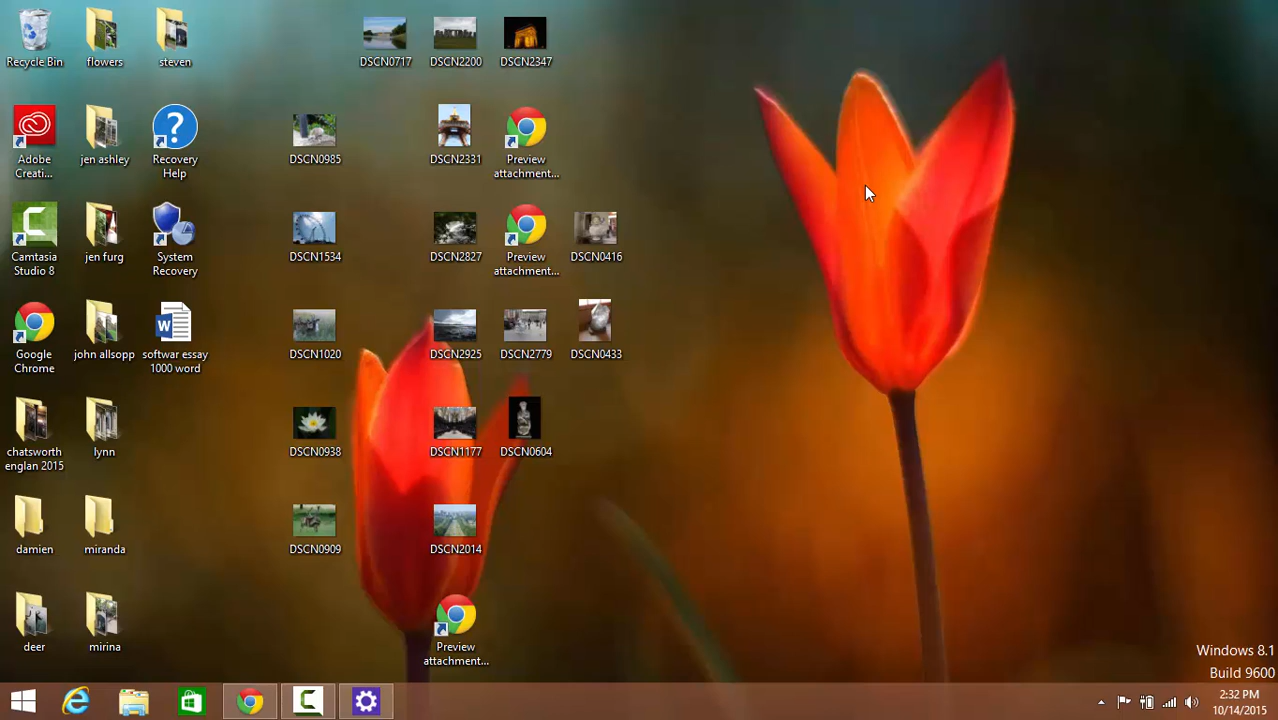 Recycle Bin
flowers
steven
DSCN0717
DSCN2200
DSCN2347
Adobe
Creati...
jen ashley
Recovery
Help
DSCN0985
DSCN2331
Preview
attachment...
Camtasia
Studio 8
jen furg
System
Recovery
DSCN1534
DSCN2827
Preview
attachment...
DSCN0416
Google
Chrome
john allsopp
softwar essay
1000 word
DSCN1020
DSCN2925
DSCN2779
DSCN0433
chatsworth
englan 2015
lynn
DSCN0938
DSCN1177
DSCN0604
damien
miranda
DSCN0909
DSCN2014
deer
mirina
Preview
attachment...
Windows 8.1
Build 9600
2:32 PM
10/14/2015